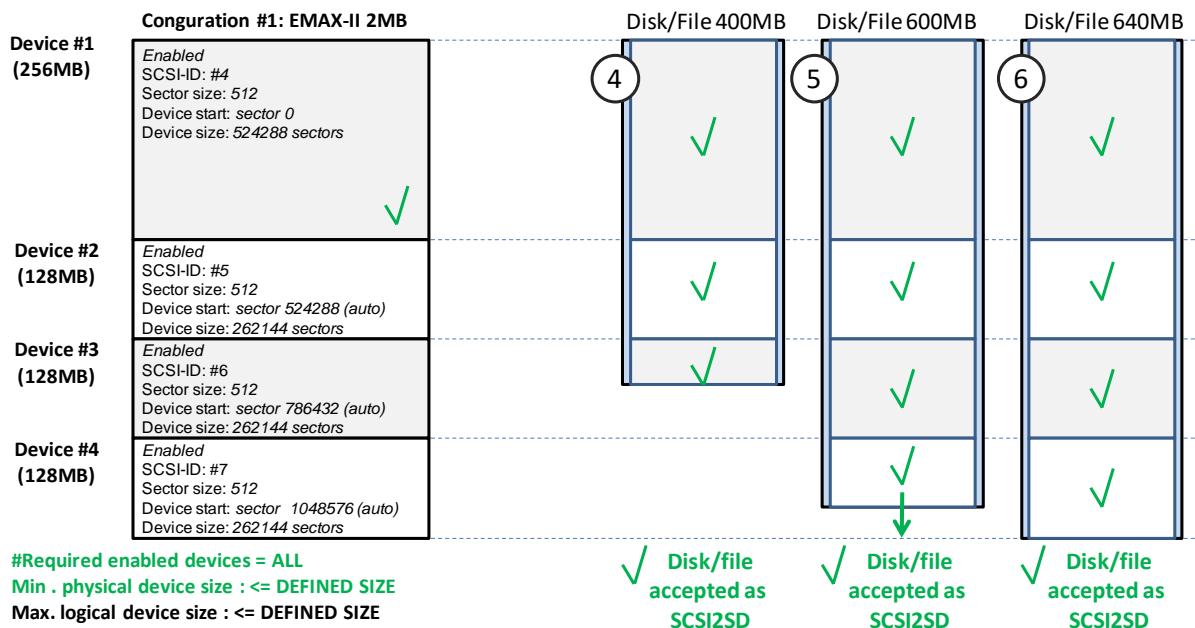 Conguration #1: EMAX-II 2MB
Disk/File 400MB
Disk/File 600MB
Disk/File 640MB
Device #1
(256MB)
Enabled
SCSI-ID: #4
Sector size: 512
Device start: sector 0
Device size: 524288 sectors
4
5
6
Device #2
(128MB)
Enabled
SCSI-ID: #5
Sector size: 512
Device start: sector 524288 (auto)
Device size: 262144 sectors
Device #3
(128MB)
Enabled
SCSI-ID: #6
Sector size: 512
Device start: sector 786432 (auto)
Device size: 262144 sectors
Device #4
(128MB)
Enabled
SCSI-ID: #7
Sector size: 512
Device start: sector 1048576 (auto)
Device size: 262144 sectors
#Required enabled devices = ALL
Min . physical device size : <= DEFINED SIZE
Max. logical device size : <= DEFINED SIZE
Disk/file
accepted as
SCSI2SD
Disk/file
accepted as
SCSI2SD
Disk/file
accepted as
SCSI2SD